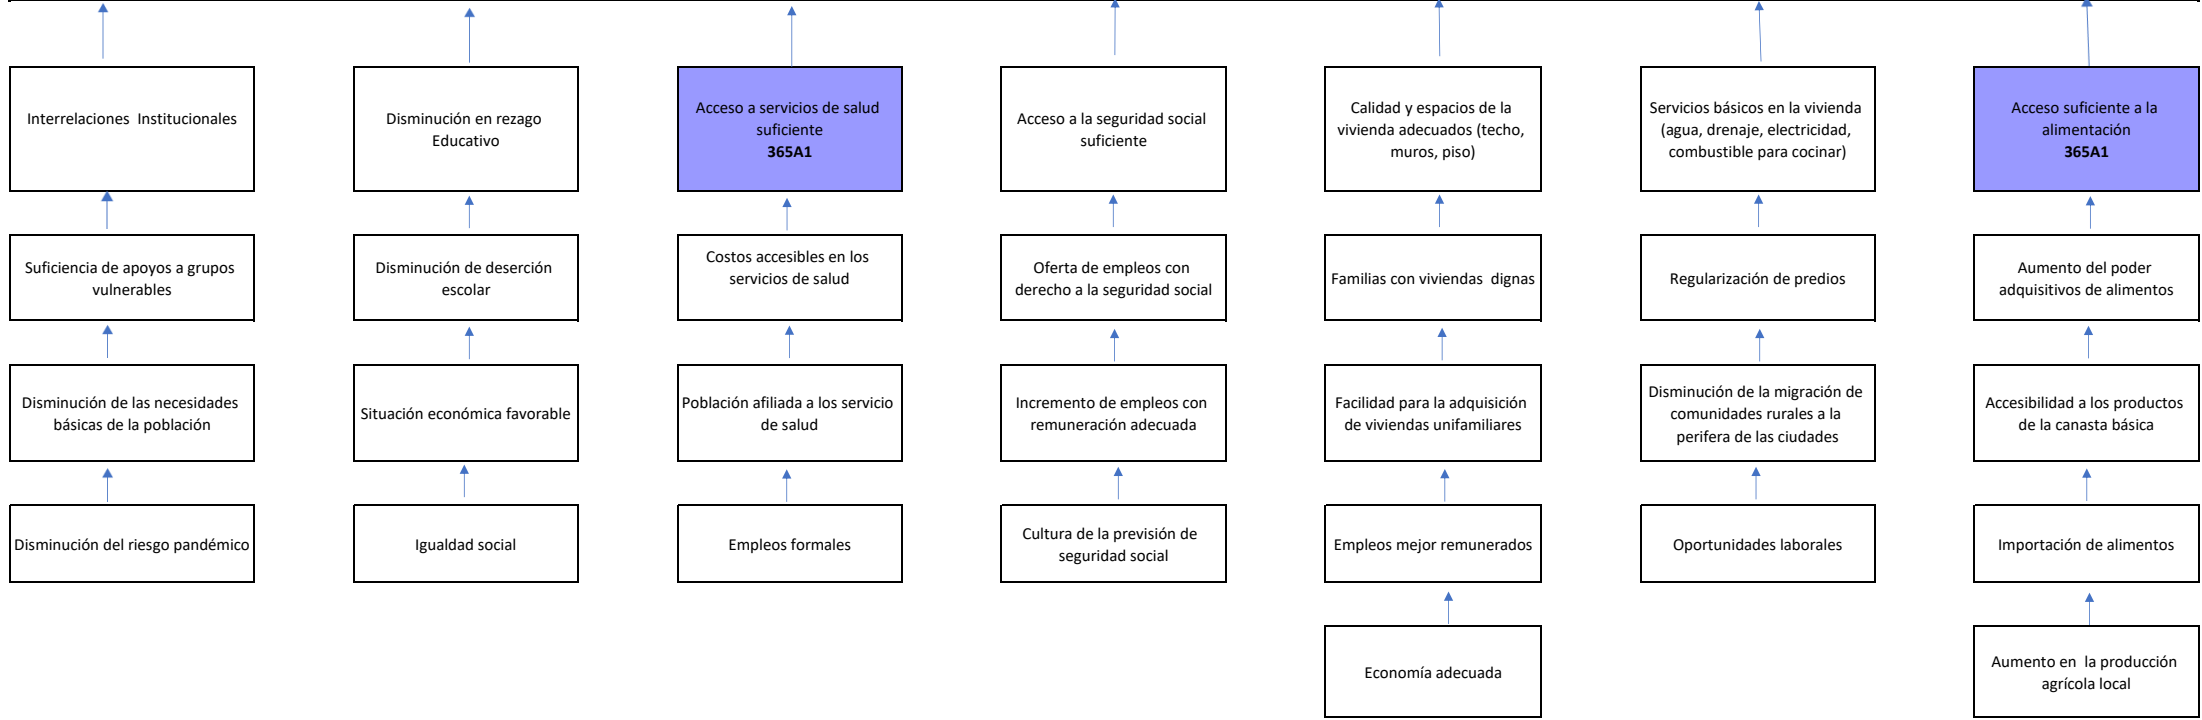 Interrelaciones  Institucionales
Disminución en rezago
Educativo
Acceso a servicios de salud
suficiente
365A1
Acceso a la seguridad social
suficiente
Calidad y espacios de la
vivienda adecuados (techo,
muros, piso)
Servicios básicos en la vivienda
(agua, drenaje, electricidad,
combustible para cocinar)
Acceso suficiente a la
alimentación
365A1
Suficiencia de apoyos a grupos
vulnerables
Disminución de deserción
escolar
Costos accesibles en los
servicios de salud
Oferta de empleos con
derecho a la seguridad social
Familias con viviendas  dignas
Regularización de predios
Aumento del poder
adquisitivos de alimentos
Disminución de las necesidades
básicas de la población
Situación económica favorable
Población afiliada a los servicio
de salud
Incremento de empleos con
remuneración adecuada
Facilidad para la adquisición
de viviendas unifamiliares
Disminución de la migración de
comunidades rurales a la
perifera de las ciudades
Accesibilidad a los productos
de la canasta básica
Disminución del riesgo pandémico
Igualdad social
Empleos formales
Cultura de la previsión de
seguridad social
Empleos mejor remunerados
Oportunidades laborales
Importación de alimentos
Economía adecuada
Aumento en  la producción
agrícola local